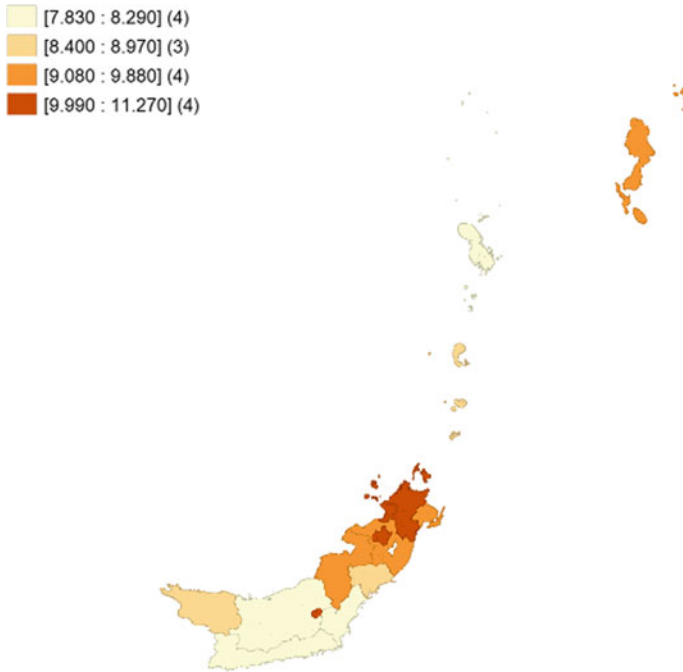 [7.830 : 8.290] (4)
[8.400 : 8.970] (3)
[9.080 : 9.880] (4)
[9.990 : 11.270] (4)